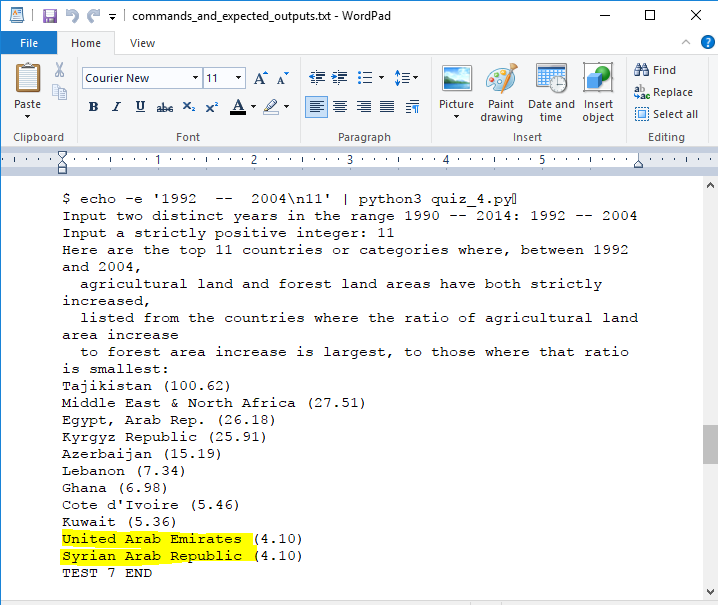 commands_and_expected_outputs.txt - WordPad
File Home View
Paste
Clipboard
Courier New 11 A A
B I U abc X₂ X² A
Font
Paragraph
Picture Paint drawing Date and time Insert object
Insert
Find
Replace
Select all
Editing
1 2 3 4 5
$ echo -e '1992  --  2004\n11' | python3 quiz_4.py
Input two distinct years in the range 1990 -- 2014: 1992 -- 2004
Input a strictly positive integer: 11
Here are the top 11 countries or categories where, between 1992
and 2004,
agricultural land and forest land areas have both strictly
increased,
listed from the countries where the ratio of agricultural land
area increase
to forest area increase is largest, to those where that ratio
is smallest:
Tajikistan (100.62)
Middle East & North Africa (27.51)
Egypt, Arab Rep. (26.18)
Kyrgyz Republic (25.91)
Azerbaijan (15.19)
Lebanon (7.34)
Ghana (6.98)
Cote d'Ivoire (5.46)
Kuwait (5.36)
United Arab Emirates (4.10)
Syrian Arab Republic (4.10)
TEST 7 END